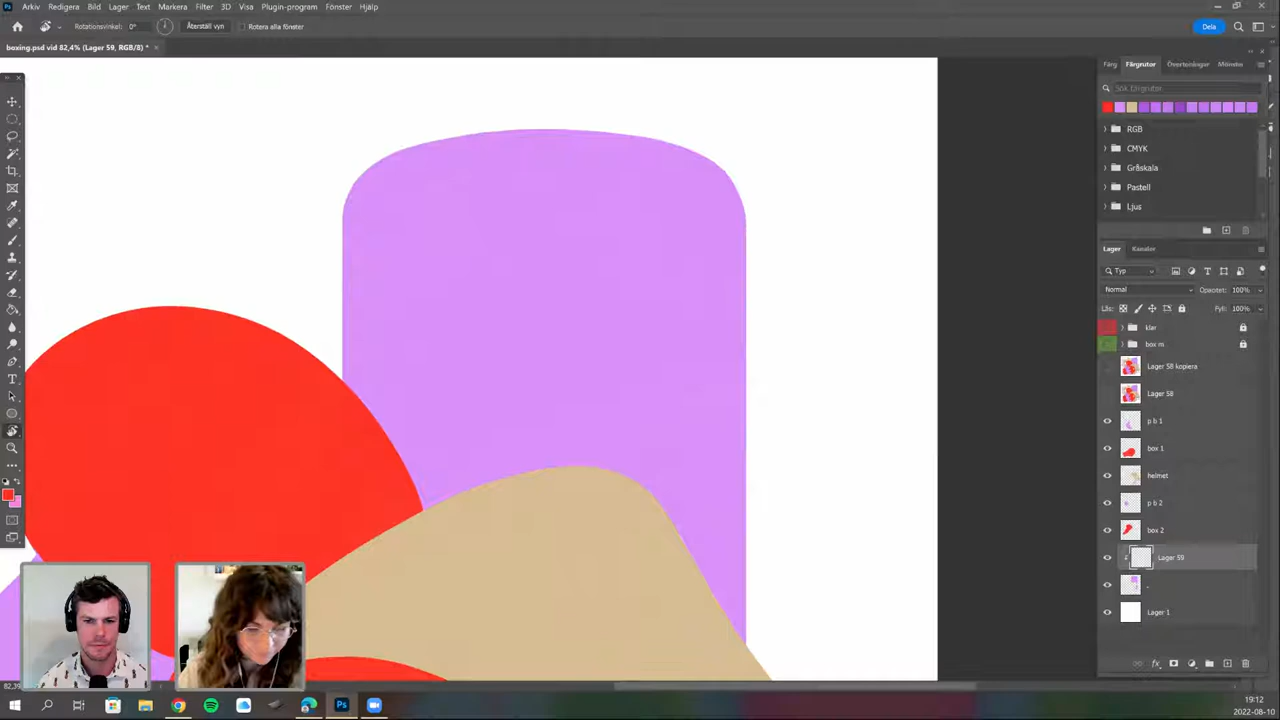 Arkiv Redigera Bild Lager Text Markera Filter 3D Visa Plugin-program Fönster Hjälp
Rotationsvinkel: 0° Återställ vyn Rotera alla fönster Dela
boxing.psd vid 82,4% (Lager 59, RGB/8) * ×
Färg Färgrutor Övertoningar Mönster
Sök färgrutor
RGB
CMYK
Gråskala
Pastell
Ljus
Lager Kanaler
Typ
Normal Opacitet: 100%
Lås: Fyll: 100%
klar
box m
Lager 58 kopiera
Lager 58
p b 1
box 1
helmet
p b 2
box 2
Lager 59
Lager 1
fx
19:12
2022-08-10